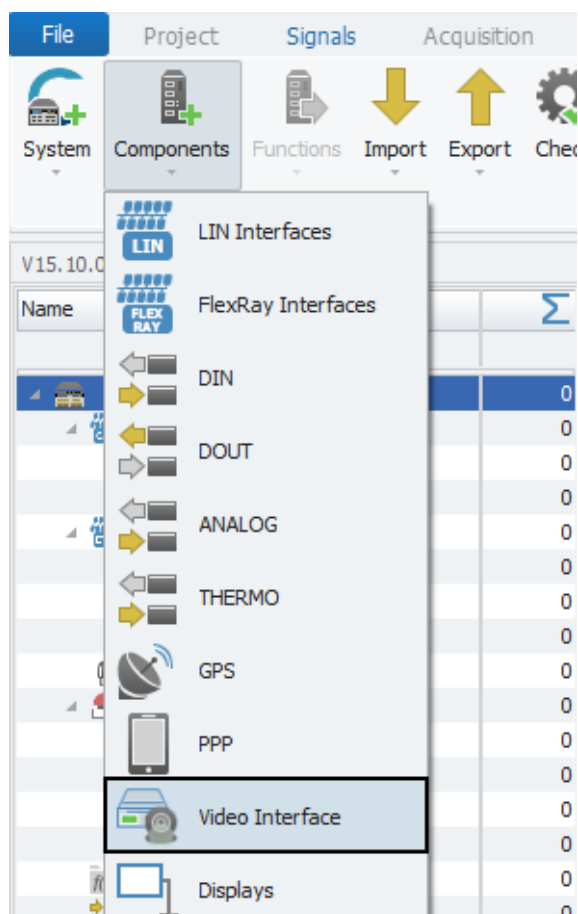 File Project Signals Acquisition
System Components Functions Import Export Chec
LIN LIN Interfaces
V15.10.0
FLEX RAY FlexRay Interfaces
Name Σ
DIN
0
0
DOUT
0
0
ANALOG
0
0
THERMO
0
0
GPS
0
0
PPP
0
0
Video Interface
0
0
Displays
0
0